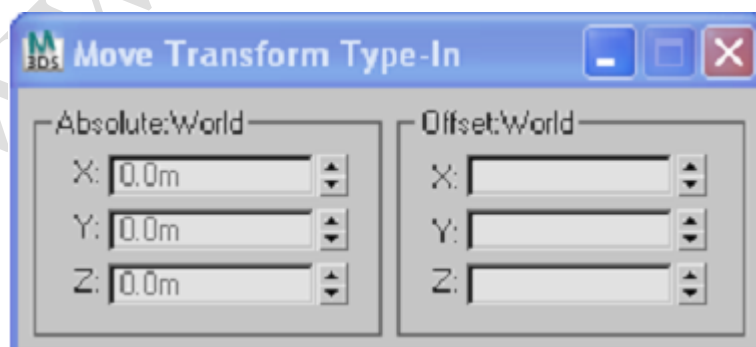 M
3DS Move Transform Type-In
Absolute:World
X: 0.0m
Y: 0.0m
Z: 0.0m
Offset:World
X:
Y:
Z: